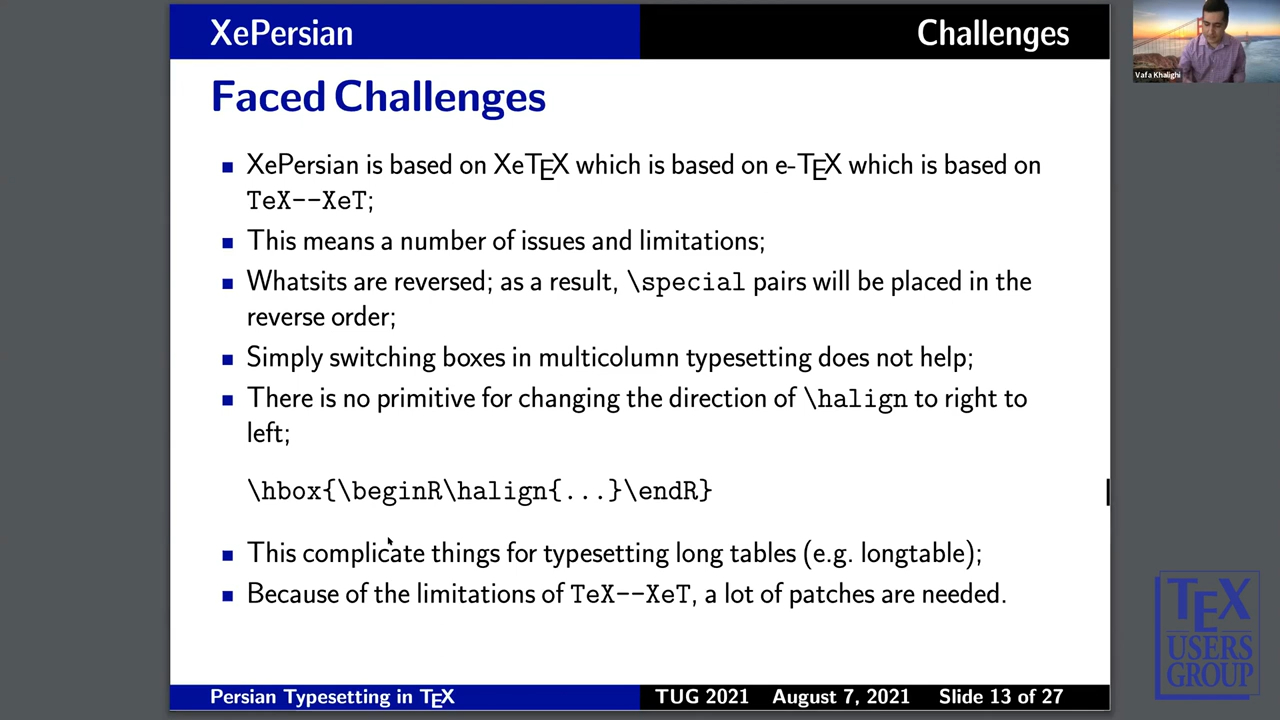 XePersian
Challenges
Vafa Khalighi
Faced Challenges
XePersian is based on XeTEX which is based on e-TEX which is based on
TeX--XeT;
This means a number of issues and limitations;
Whatsits are reversed; as a result, \special pairs will be placed in the
reverse order;
Simply switching boxes in multicolumn typesetting does not help;
There is no primitive for changing the direction of \halign to right to
left;
\hbox{\beginR\halign{...}\endR}
This complicate things for typesetting long tables (e.g. longtable);
Because of the limitations of TeX--XeT, a lot of patches are needed.
TEX
USERS
GROUP
Persian Typesetting in TEX
TUG 2021 August 7, 2021 Slide 13 of 27